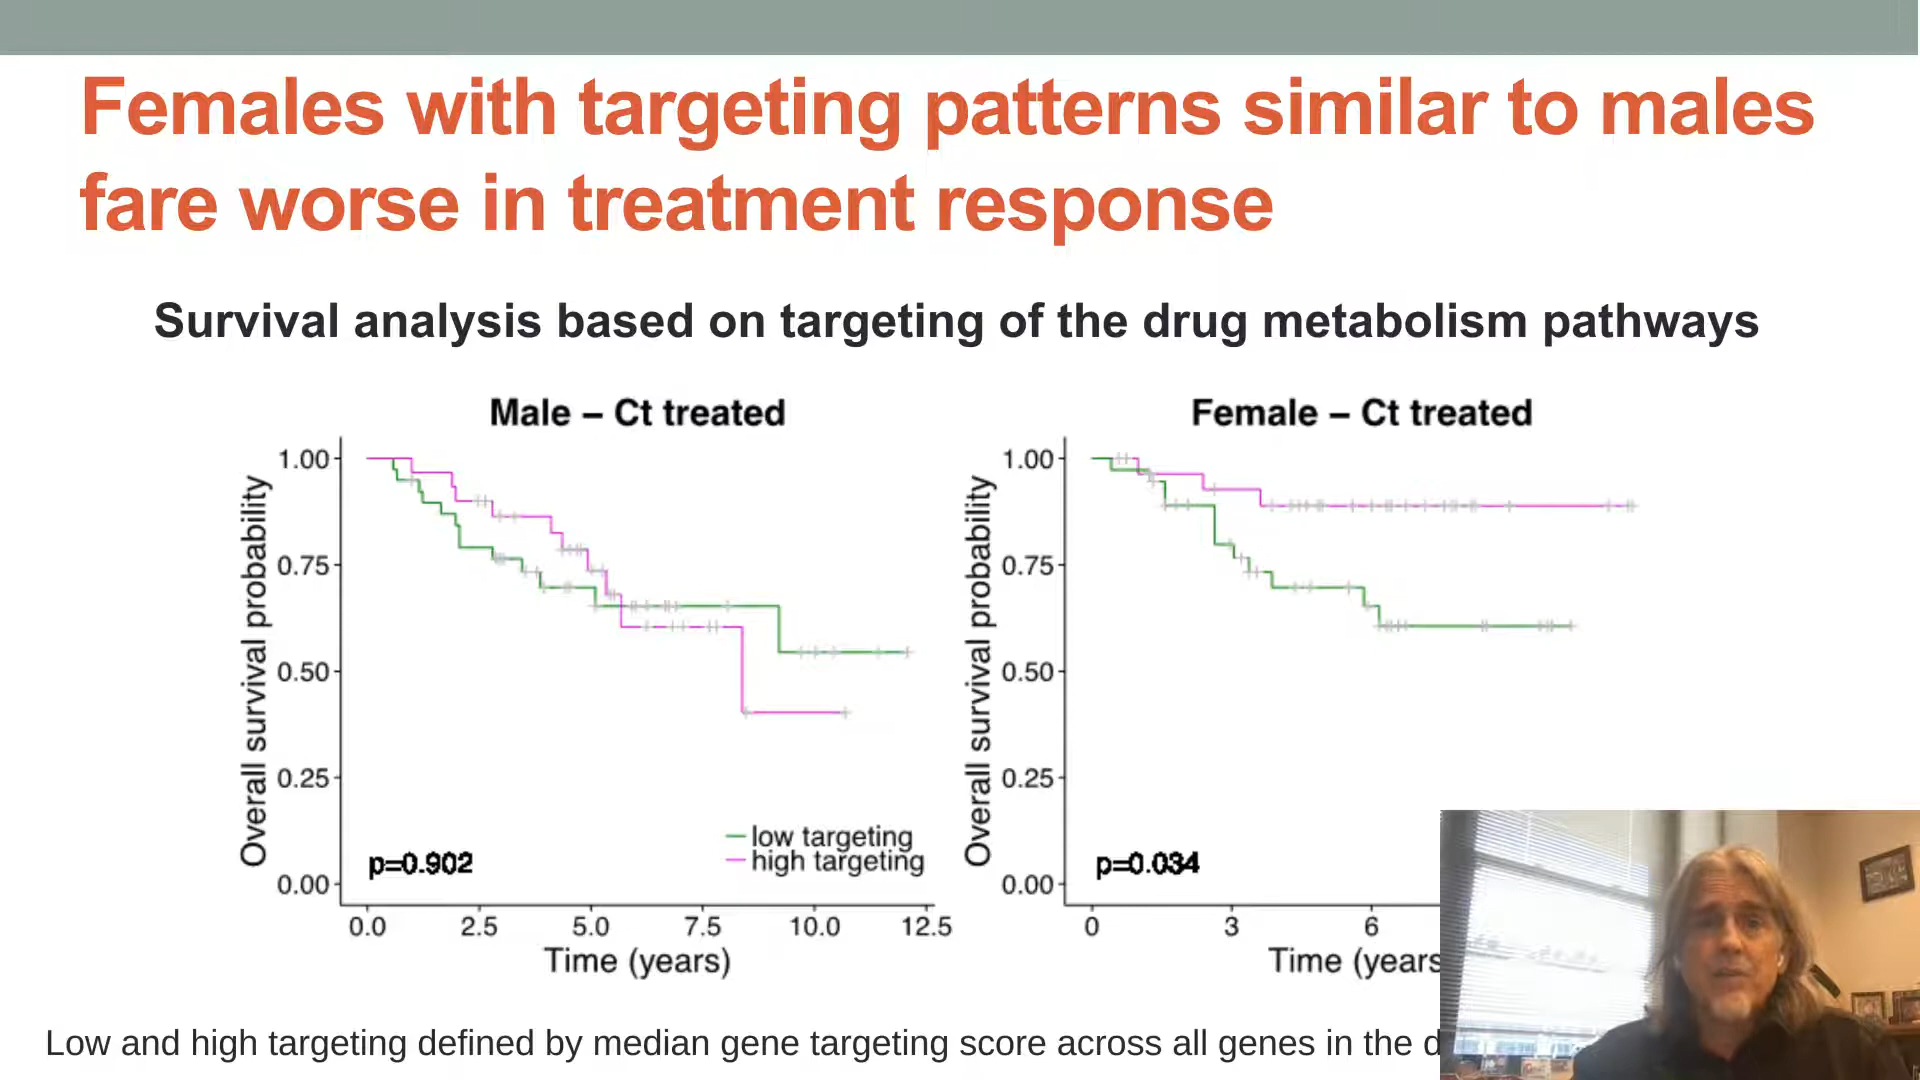 Females with targeting patterns similar to males
fare worse in treatment response
Survival analysis based on targeting of the drug metabolism pathways
Male – Ct treated
Overall survival probability
1.00
0.75
0.50
0.25
0.00
p=0.902
low targeting
high targeting
0.0 2.5 5.0 7.5 10.0 12.5
Time (years)
Female – Ct treated
Overall survival probability
1.00
0.75
0.50
0.25
0.00
p=0.034
0 3 6
Time (years
Low and high targeting defined by median gene targeting score across all genes in the